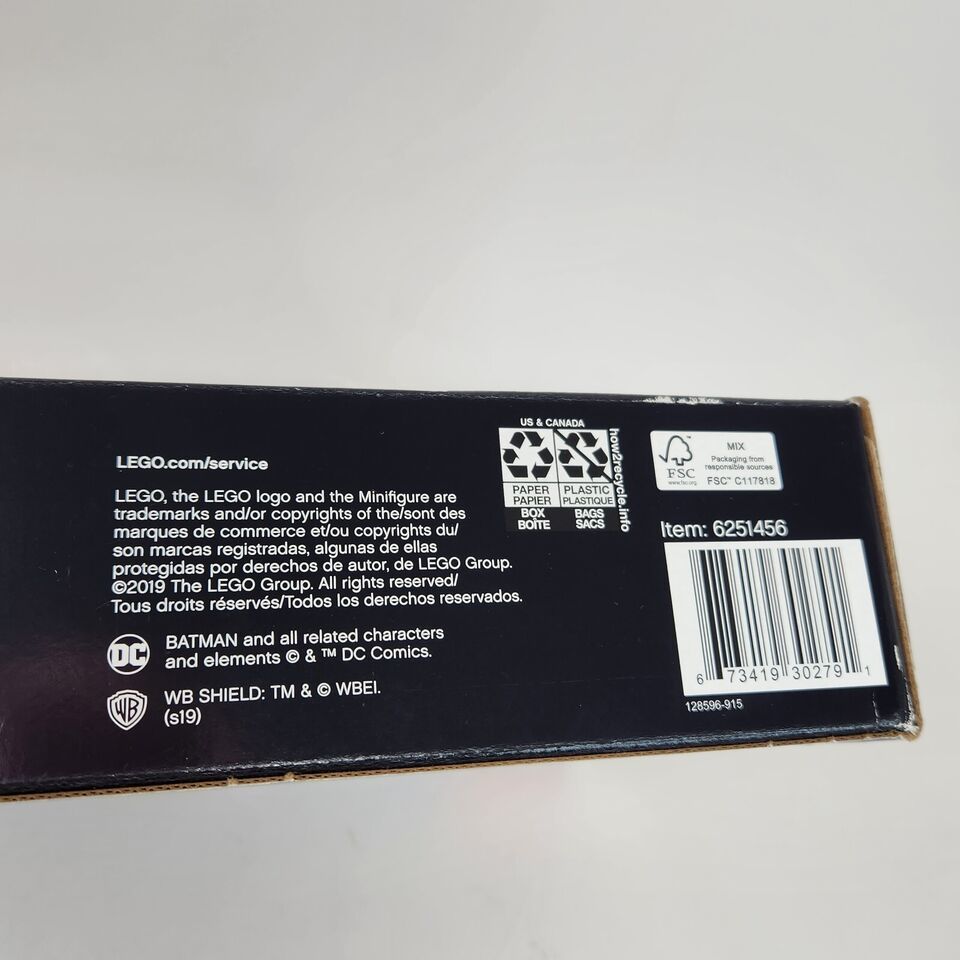 LEGO.com/service
LEGO, the LEGO logo and the Minifigure are
trademarks and/or copyrights of the/sont des
marques de commerce et/ou copyrights du/
son marcas registradas, algunas de ellas
protegidas por derechos de autor, de LEGO Group.
©2019 The LEGO Group. All rights reserved/
Tous droits réservés/Todos los derechos reservados.
DC
BATMAN and all related characters
and elements © & ™ DC Comics.
WB
WB SHIELD: TM & © WBEI.
(s19)
US & CANADA
PAPER
PAPIER
PLASTIC
PLASTIQUE
BOX
BOÎTE
BAGS
SACS
how2recycle.info
FSC
www.fsc.org
MIX
Packaging from
responsible sources
FSC™ C117818
Item: 6251456
6 73419 30279 1
128596-915